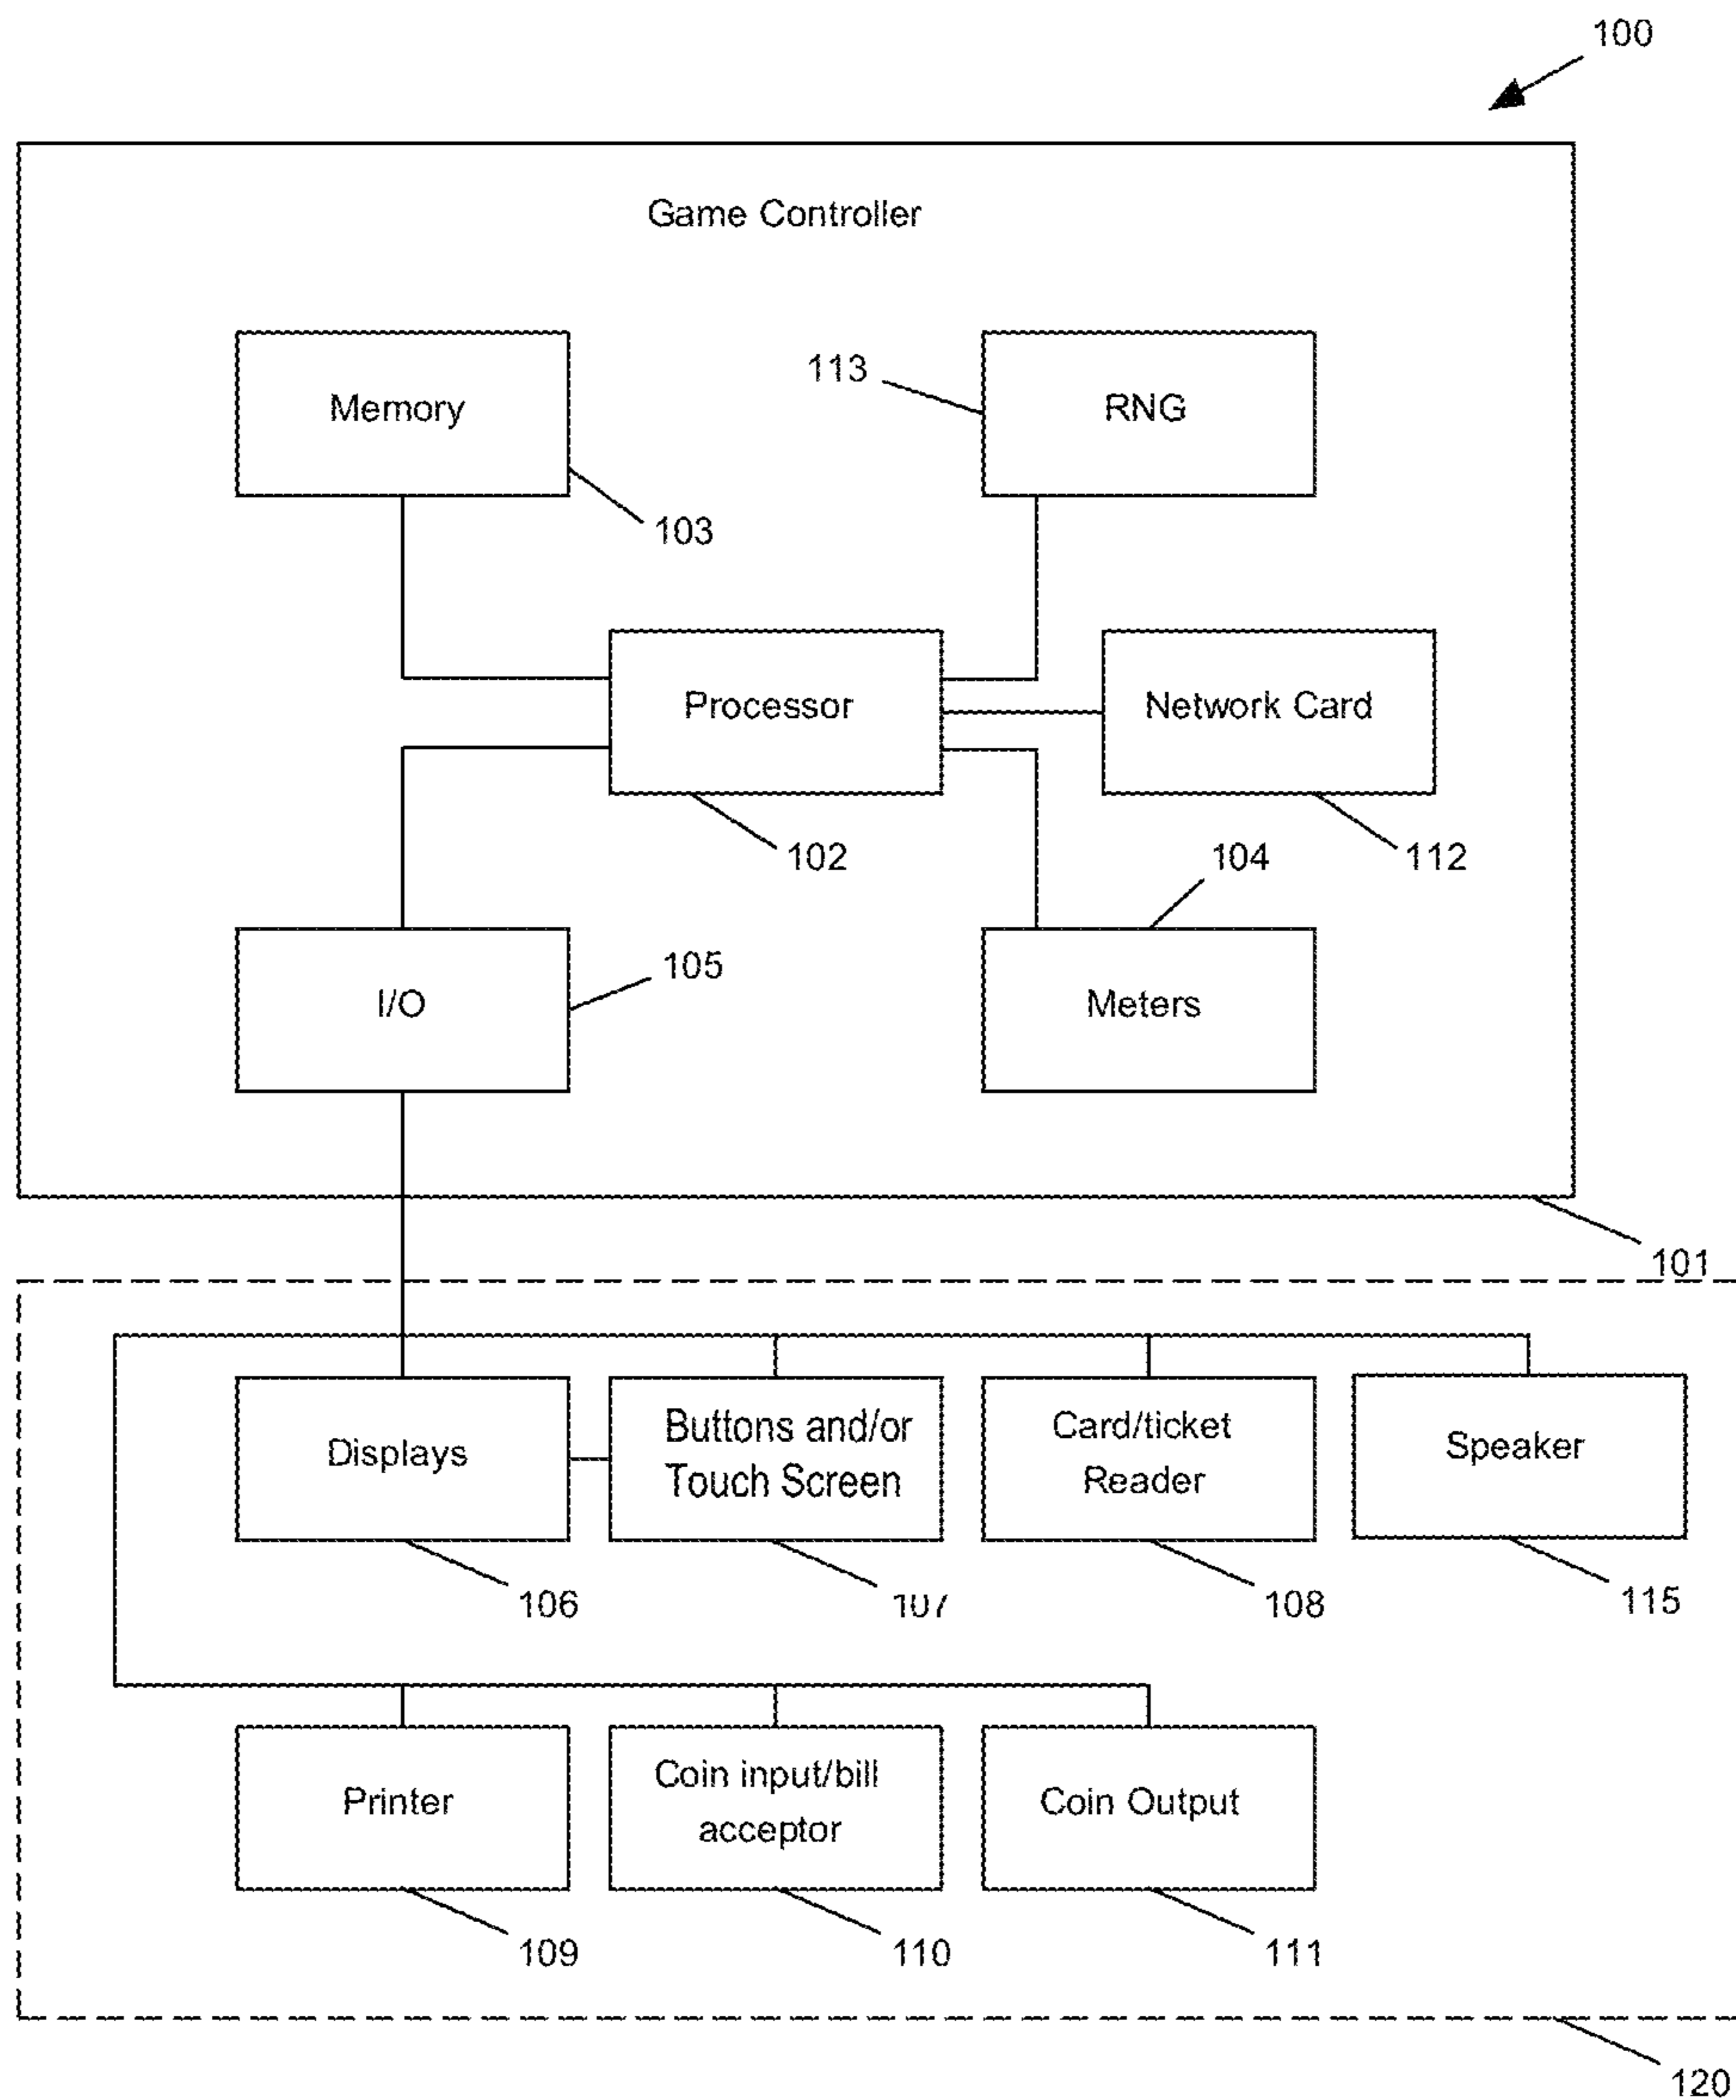 100
Game Controller
Memory
113
RNG
103
Processor
Network Card
102
104
112
105
I/O
Meters
101
Displays
Buttons and/or
Touch Screen
Card/ticket
Reader
Speaker
106
107
108
115
Printer
Coin input/bill
acceptor
Coin Output
109
110
111
120